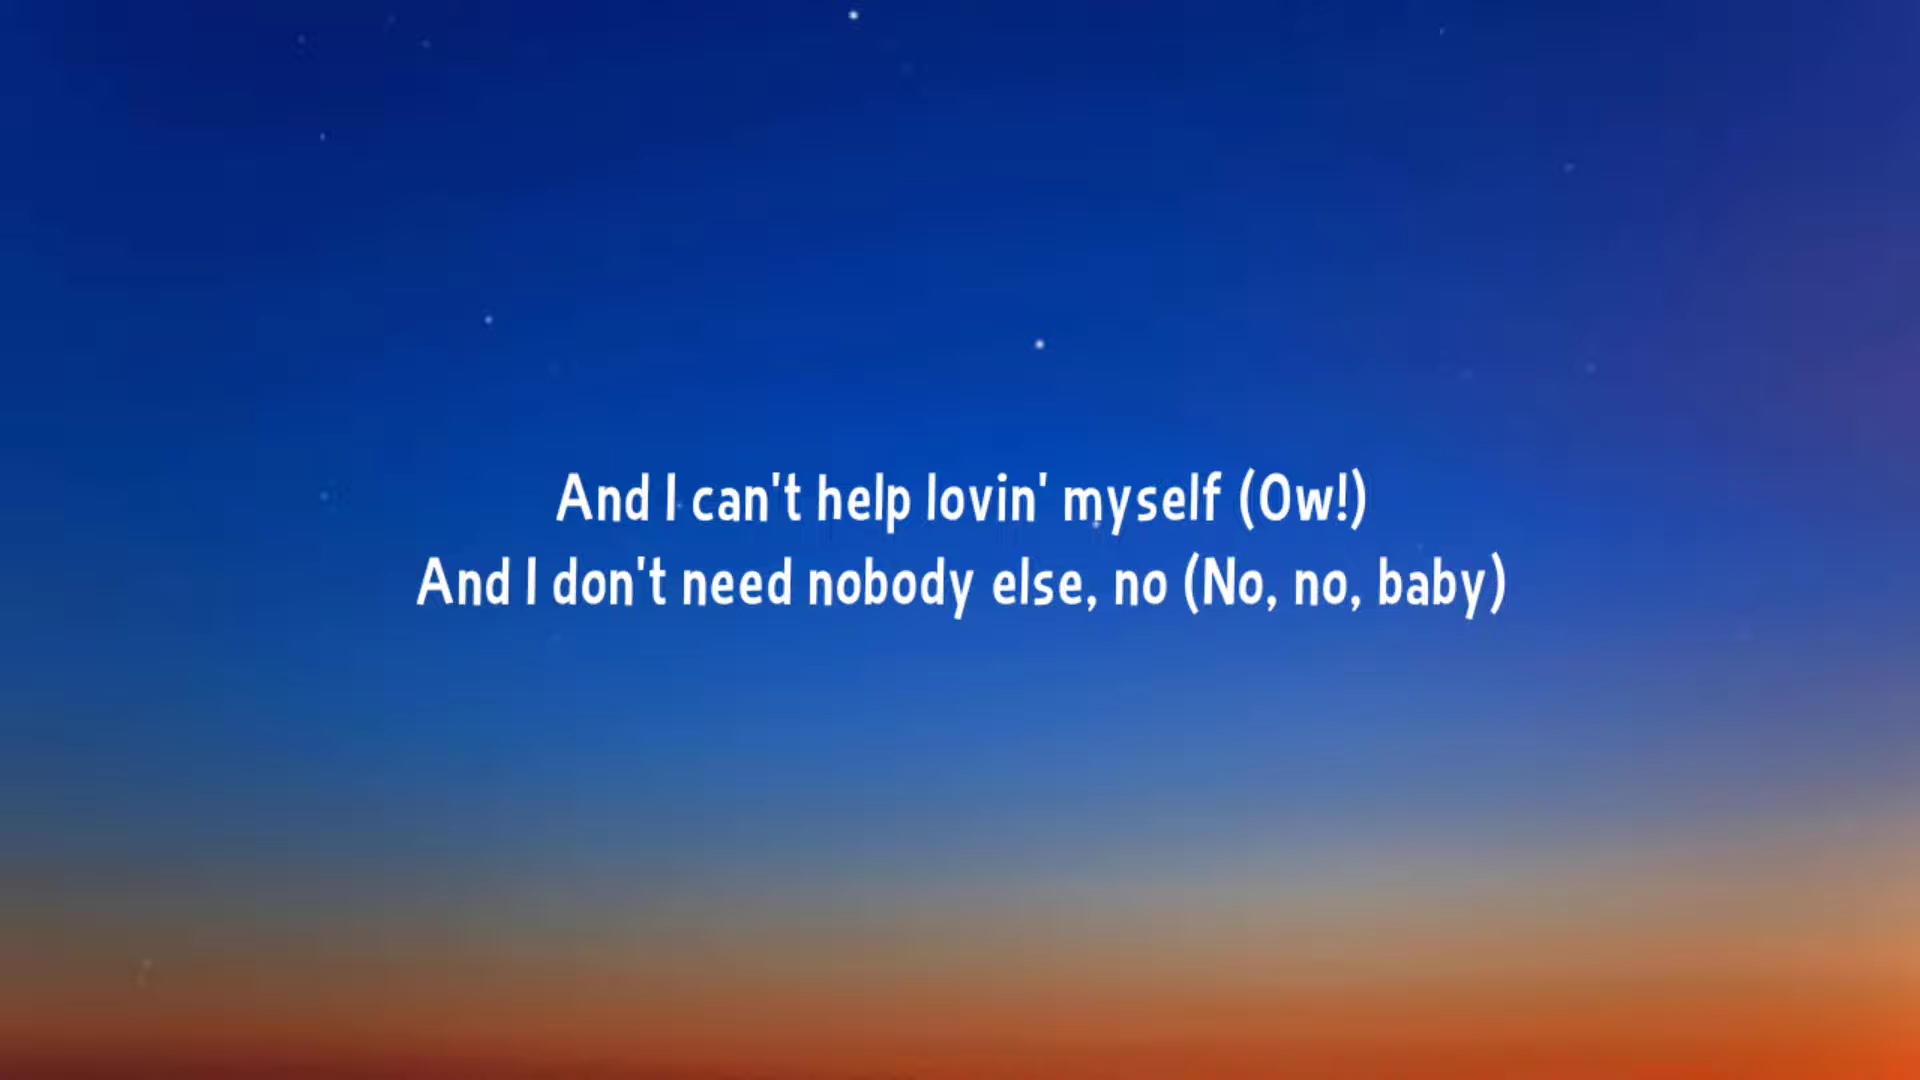 And I can't help lovin' myself (Ow!)
And I don't need nobody else, no (No, no, baby)